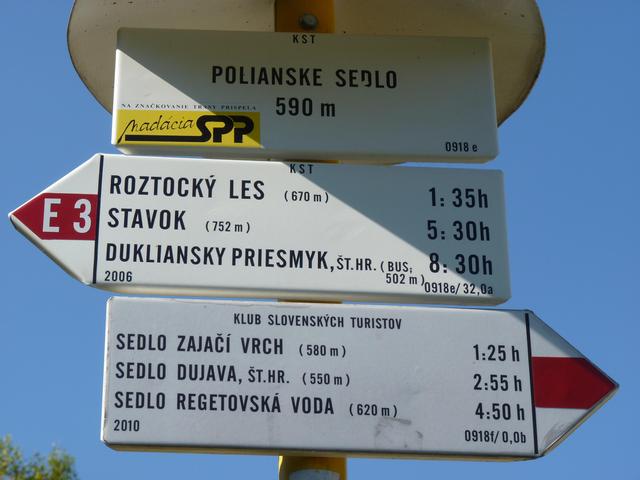 KST
POLIANSKE SEDLO
590 m
NA ZNAČKOVANIE TRASY PRISPELA
Nadácia SPP
0918 e
KST
E 3
ROZTOCKÝ LES (670 m) 1:35h
STAVOK (752 m) 5:30h
DUKLIANSKY PRIESMYK, ŠT.HR. (BUS; 8:30h
502 m)
2006 0918e/32,0a
KLUB SLOVENSKÝCH TURISTOV
SEDLO ZAJAČÍ VRCH (580 m) 1:25 h
SEDLO DUJAVA, ŠT.HR. (550 m) 2:55 h
SEDLO REGETOVSKÁ VODA (620 m) 4:50 h
2010 0918f/0,0b